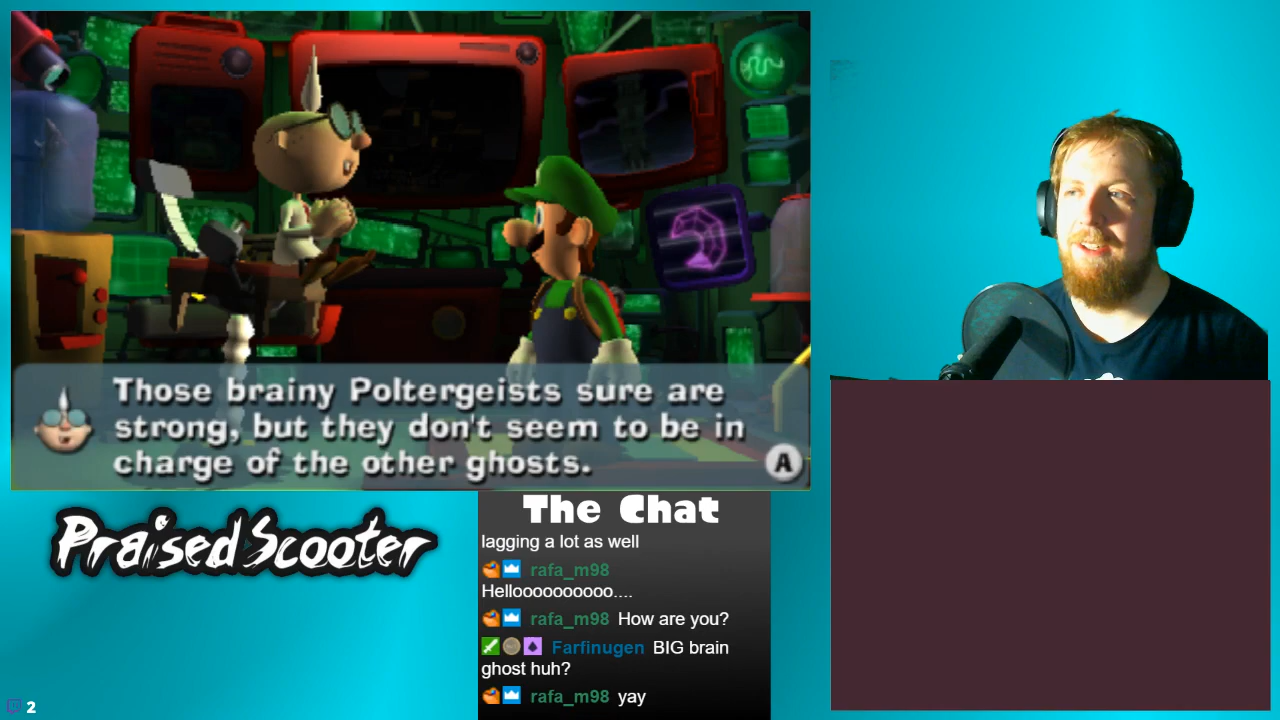 Those brainy Poltergeists sure are
strong, but they don't seem to be in
charge of the other ghosts.
A
PraisedScooter
The Chat
lagging a lot as well
rafa_m98
Helloooooooooo....
rafa_m98 How are you?
Farfinugen BIG brain
ghost huh?
rafa_m98 yay
2